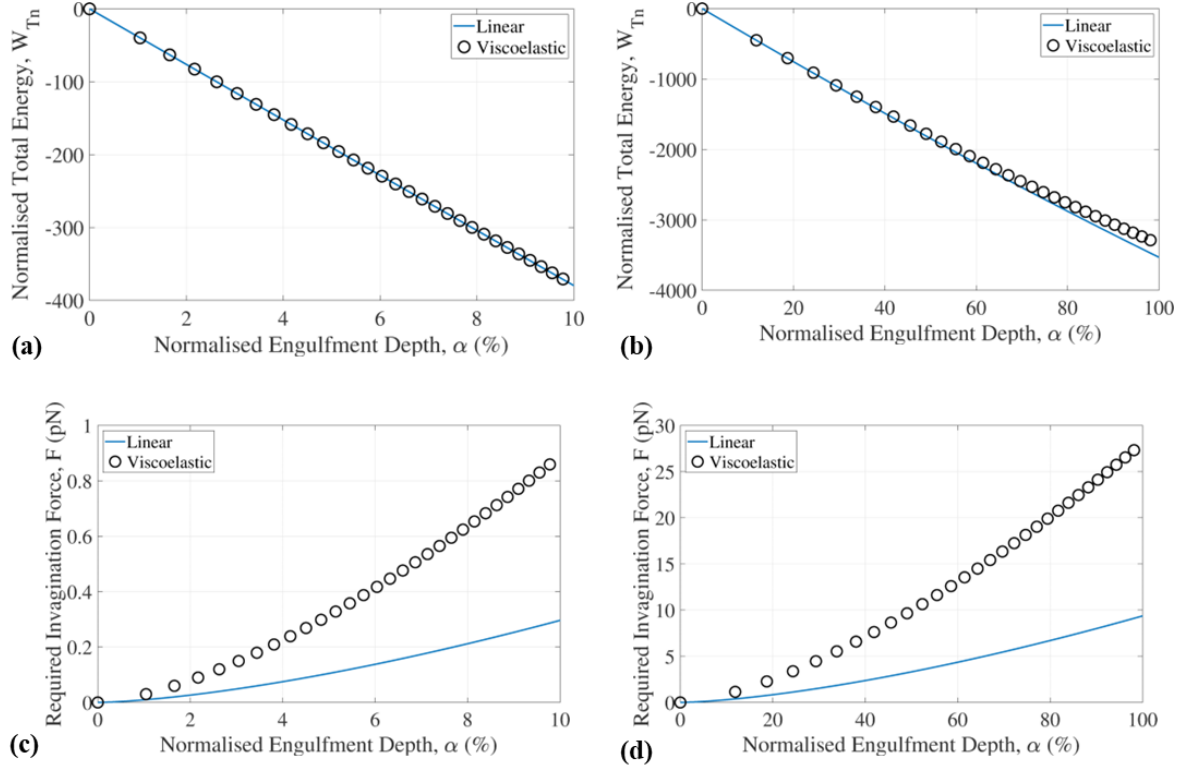 Normalised Total Energy, W_Tn
0
-100
-200
-300
-400
Linear
Viscoelastic
0 2 4 6 8 10
Normalised Engulfment Depth, α (%)
(a)
Normalised Total Energy, W_Tn
0
-1000
-2000
-3000
-4000
Linear
Viscoelastic
0 20 40 60 80 100
Normalised Engulfment Depth, α (%)
(b)
Required Invagination Force, F (pN)
1
0.8
0.6
0.4
0.2
0
Linear
Viscoelastic
0 2 4 6 8 10
Normalised Engulfment Depth, α (%)
(c)
Required Invagination Force, F (pN)
30
25
20
15
10
5
0
Linear
Viscoelastic
0 20 40 60 80 100
Normalised Engulfment Depth, α (%)
(d)